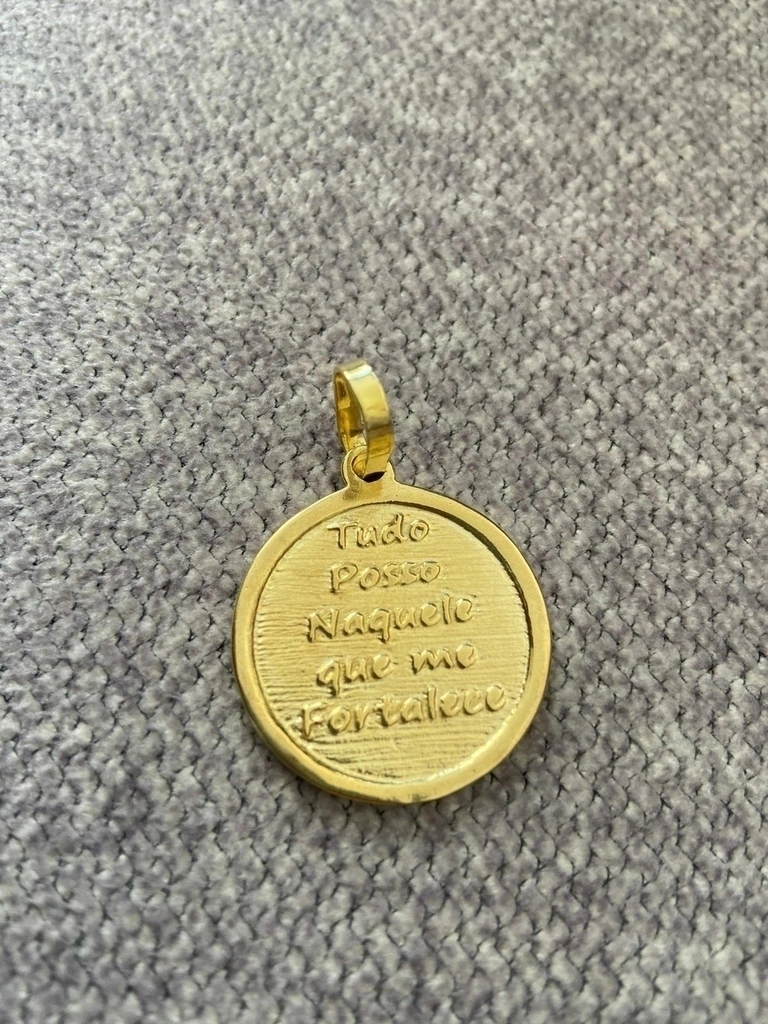 Tudo
Posso
Naquele
que me
Fortalece